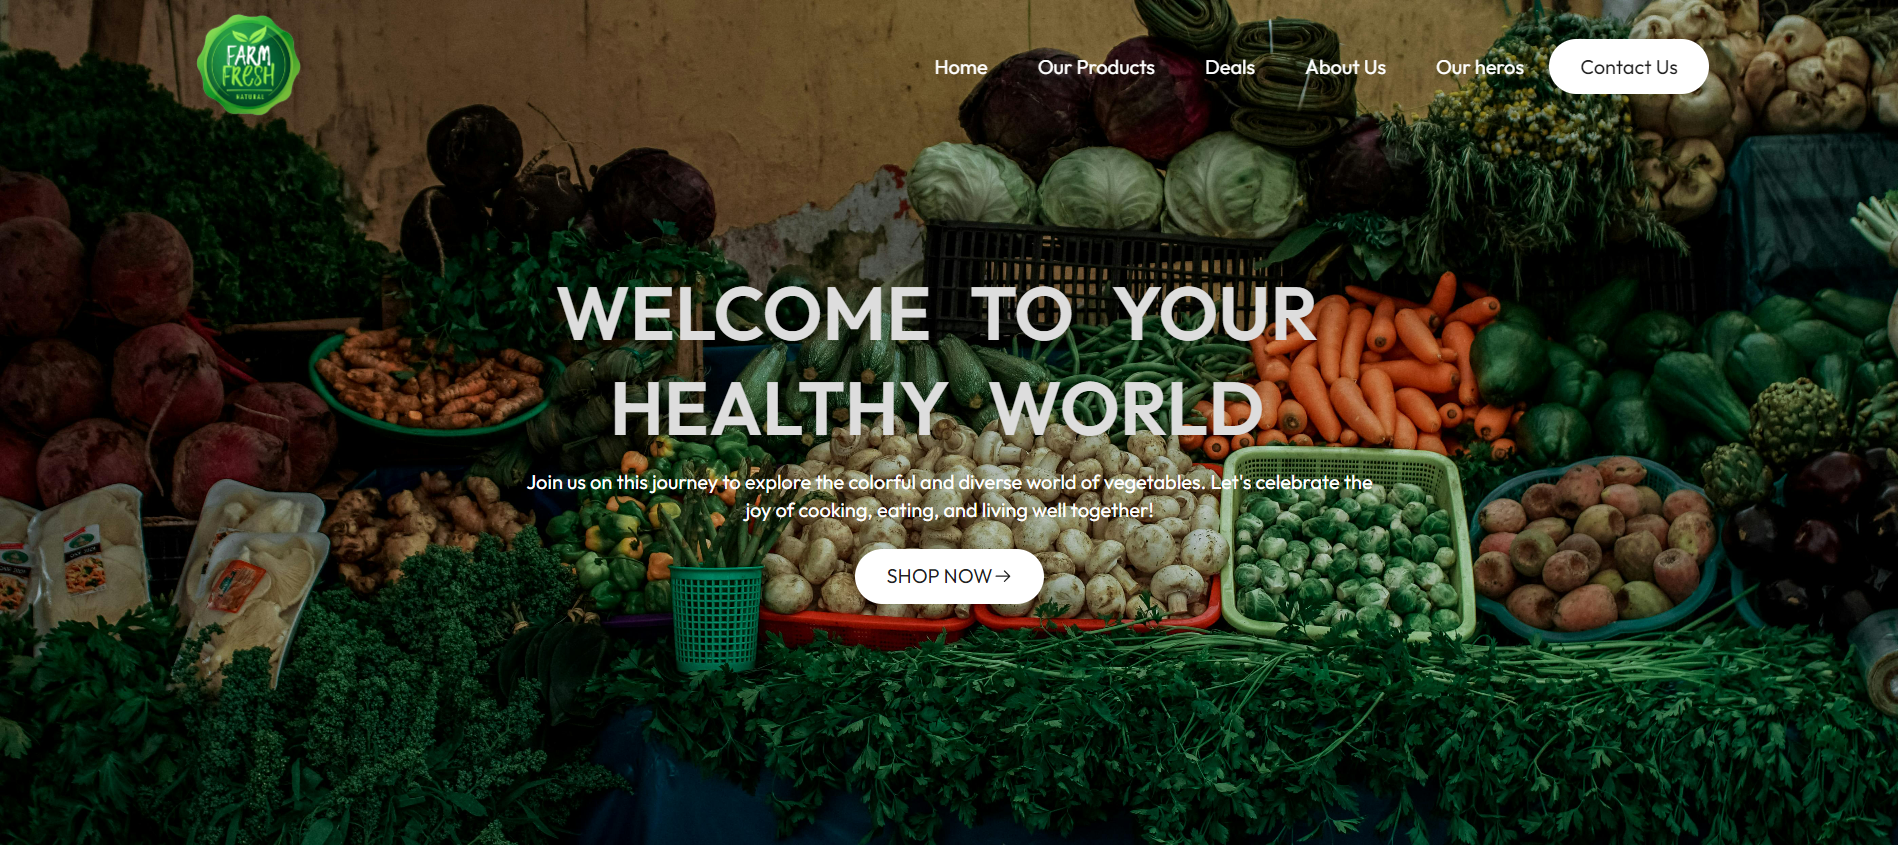 FARM
FRESH
NATURAL
Home Our Products Deals About Us Our heros Contact Us
WELCOME TO YOUR
HEALTHY WORLD
Join us on this journey to explore the colorful and diverse world of vegetables. Let's celebrate the
joy of cooking, eating, and living well together!
SHOP NOW→